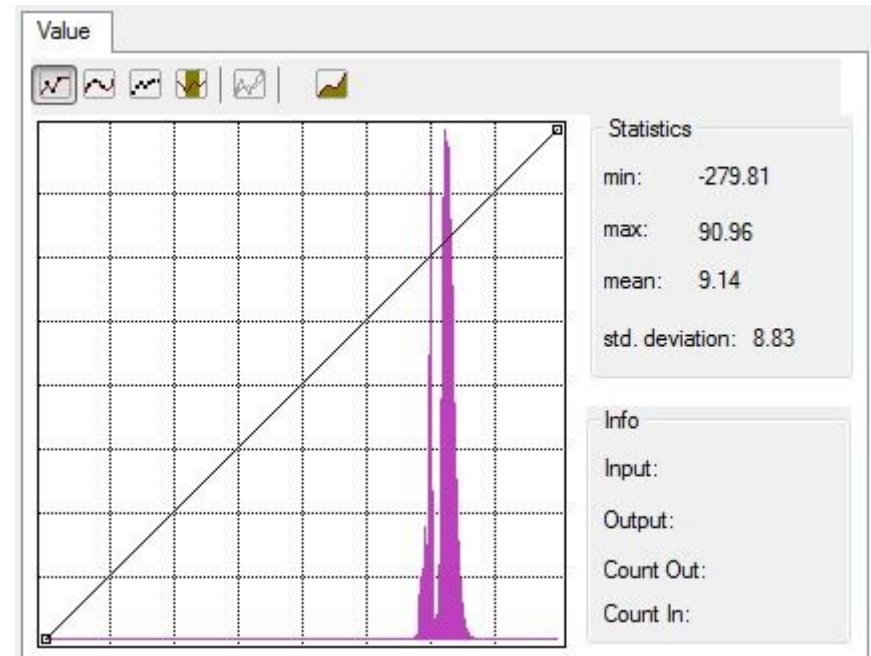 Value
Statistics
min: -279.81
max: 90.96
mean: 9.14
std. deviation: 8.83
Info
Input:
Output:
Count Out:
Count In: